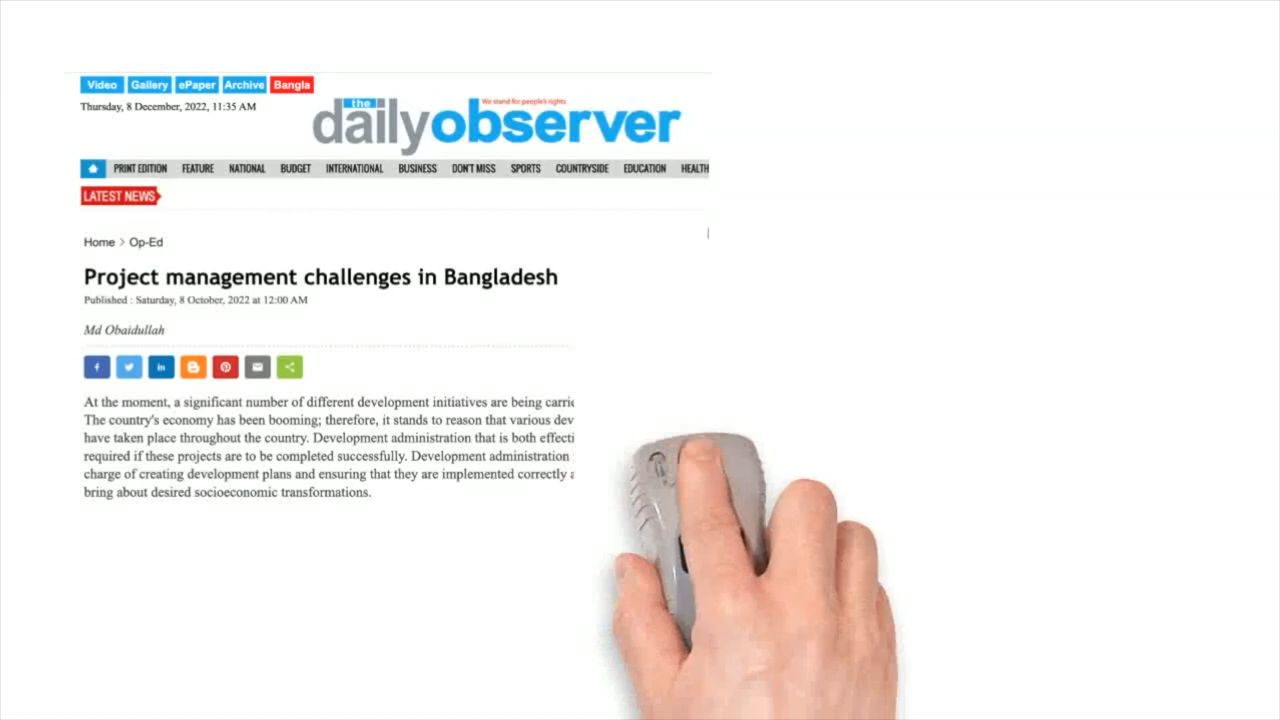 Video Gallery ePaper Archive Bangla
Thursday, 8 December, 2022, 11:35 AM
We stand for people's rights
the
dailyobserver
PRINT EDITION FEATURE NATIONAL BUDGET INTERNATIONAL BUSINESS DON'T MISS SPORTS COUNTRYSIDE EDUCATION HEALTH
LATEST NEWS
Home > Op-Ed
Project management challenges in Bangladesh
Published : Saturday, 8 October, 2022 at 12:00 AM
Md Obaidullah
f in
At the moment, a significant number of different development initiatives are being carrie
The country's economy has been booming; therefore, it stands to reason that various dev
have taken place throughout the country. Development administration that is both effecti
required if these projects are to be completed successfully. Development administration
charge of creating development plans and ensuring that they are implemented correctly a
bring about desired socioeconomic transformations.